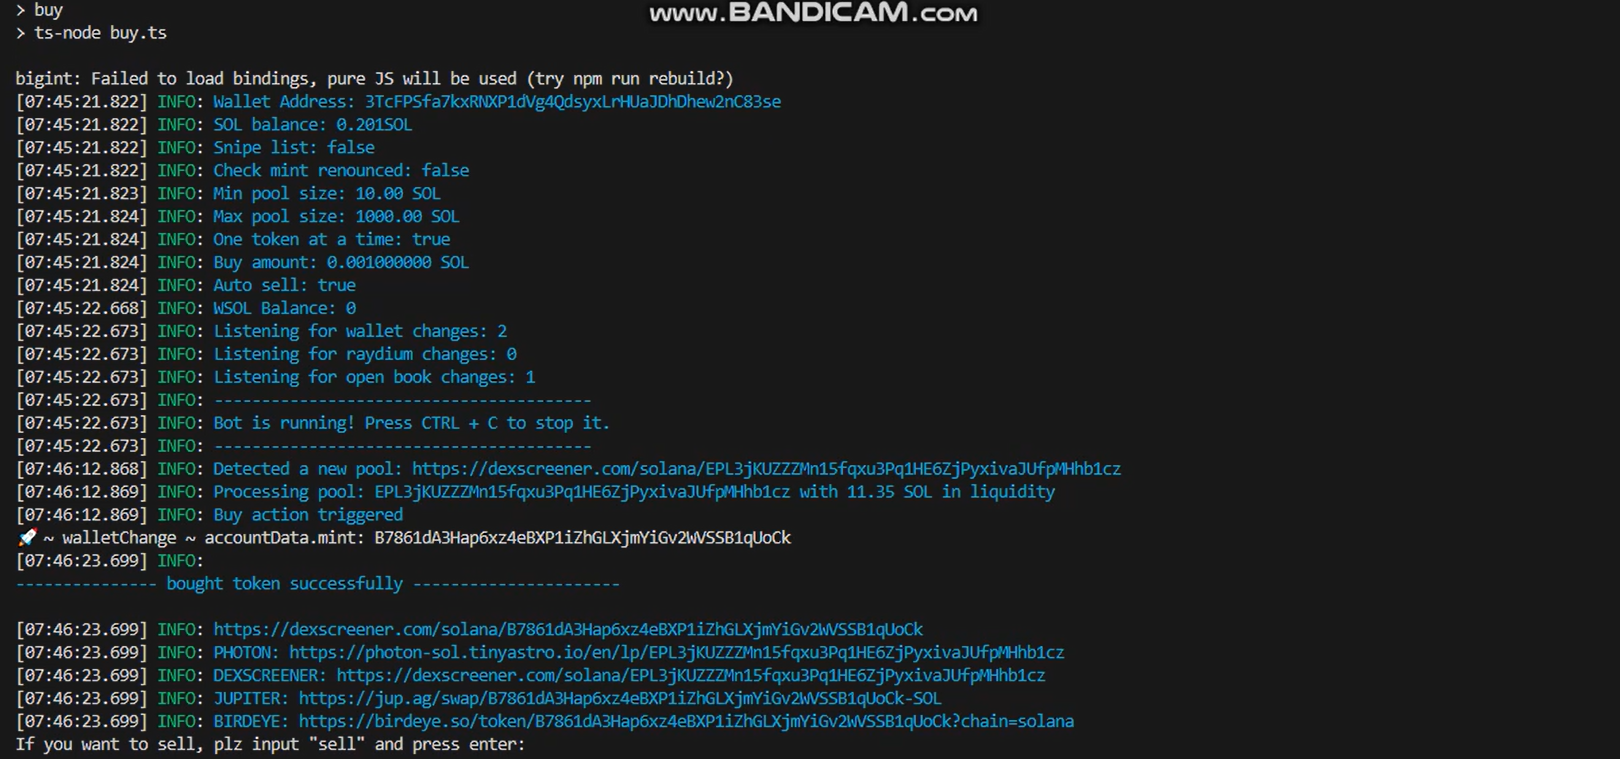 > buy
www.BANDICAM.com
> ts-node buy.ts
bigint: Failed to load bindings, pure JS will be used (try npm run rebuild?)
[07:45:21.822] INFO: Wallet Address: 3TcFPSfa7kxRNXP1dVg4QdsyxLrHUaJDhDhew2nC83se
[07:45:21.822] INFO: SOL balance: 0.201SOL
[07:45:21.822] INFO: Snipe list: false
[07:45:21.822] INFO: Check mint renounced: false
[07:45:21.823] INFO: Min pool size: 10.00 SOL
[07:45:21.824] INFO: Max pool size: 1000.00 SOL
[07:45:21.824] INFO: One token at a time: true
[07:45:21.824] INFO: Buy amount: 0.001000000 SOL
[07:45:21.824] INFO: Auto sell: true
[07:45:22.668] INFO: WSOL Balance: 0
[07:45:22.673] INFO: Listening for wallet changes: 2
[07:45:22.673] INFO: Listening for raydium changes: 0
[07:45:22.673] INFO: Listening for open book changes: 1
[07:45:22.673] INFO: ----------------------------------------
[07:45:22.673] INFO: Bot is running! Press CTRL + C to stop it.
[07:45:22.673] INFO: ----------------------------------------
[07:46:12.868] INFO: Detected a new pool: https://dexscreener.com/solana/EPL3jKUZZZMn15fqxu3Pq1HE6ZjPyxivaJUfpMHhb1cz
[07:46:12.869] INFO: Processing pool: EPL3jKUZZZMn15fqxu3Pq1HE6ZjPyxivaJUfpMHhb1cz with 11.35 SOL in liquidity
[07:46:12.869] INFO: Buy action triggered
🚀 ~ walletChange ~ accountData.mint: B7861dA3Hap6xz4eBXP1iZhGLXjmYiGv2WVSSB1qUoCk
[07:46:23.699] INFO:
--------------- bought token successfully ----------------------
[07:46:23.699] INFO: https://dexscreener.com/solana/B7861dA3Hap6xz4eBXP1iZhGLXjmYiGv2WVSSB1qUoCk
[07:46:23.699] INFO: PHOTON: https://photon-sol.tinyastro.io/en/lp/EPL3jKUZZZMn15fqxu3Pq1HE6ZjPyxivaJUfpMHhb1cz
[07:46:23.699] INFO: DEXSCREENER: https://dexscreener.com/solana/EPL3jKUZZZMn15fqxu3Pq1HE6ZjPyxivaJUfpMHhb1cz
[07:46:23.699] INFO: JUPITER: https://jup.ag/swap/B7861dA3Hap6xz4eBXP1iZhGLXjmYiGv2WVSSB1qUoCk-SOL
[07:46:23.699] INFO: BIRDEYE: https://birdeye.so/token/B7861dA3Hap6xz4eBXP1iZhGLXjmYiGv2WVSSB1qUoCk?chain=solana
If you want to sell, plz input "sell" and press enter: